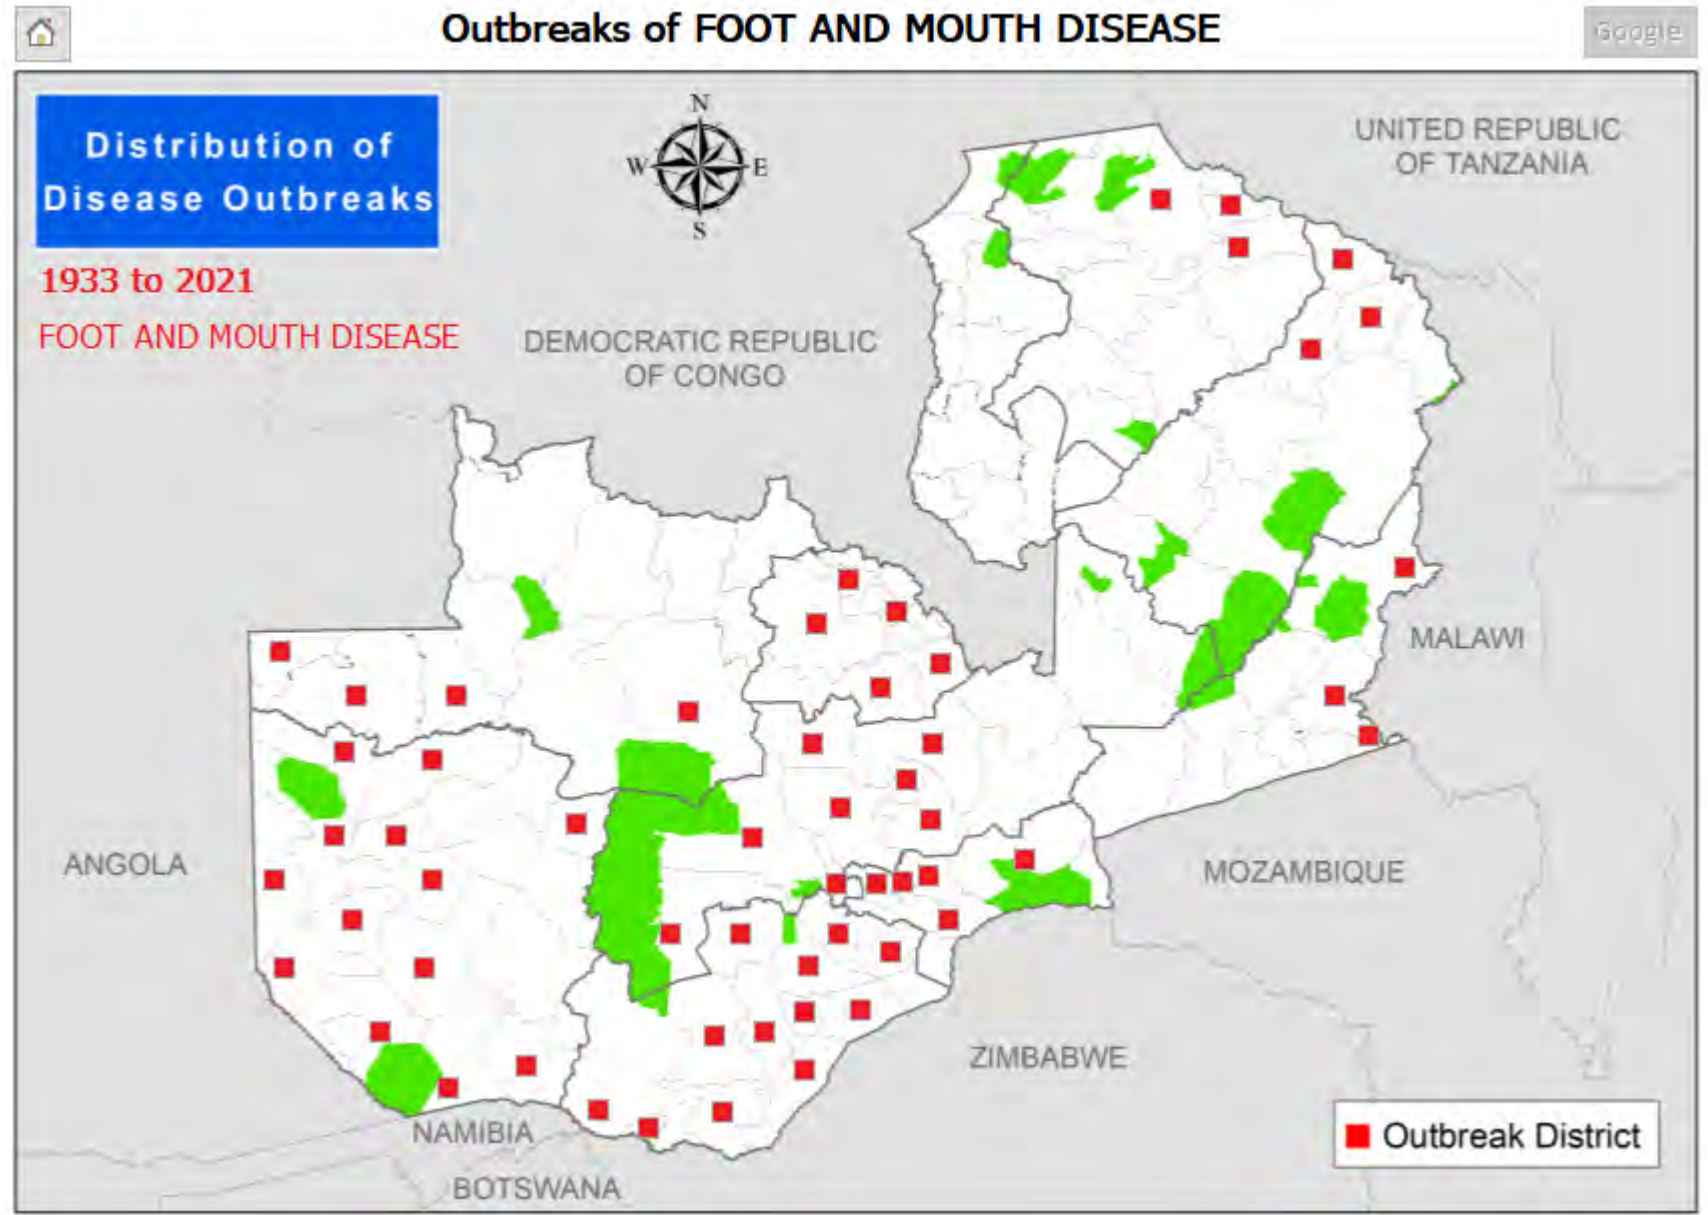 Outbreaks of FOOT AND MOUTH DISEASE
Google
Distribution of
Disease Outbreaks
1933 to 2021
FOOT AND MOUTH DISEASE
N
W
E
S
UNITED REPUBLIC
OF TANZANIA
DEMOCRATIC REPUBLIC
OF CONGO
MALAWI
ANGOLA
MOZAMBIQUE
ZIMBABWE
NAMIBIA
BOTSWANA
Outbreak District